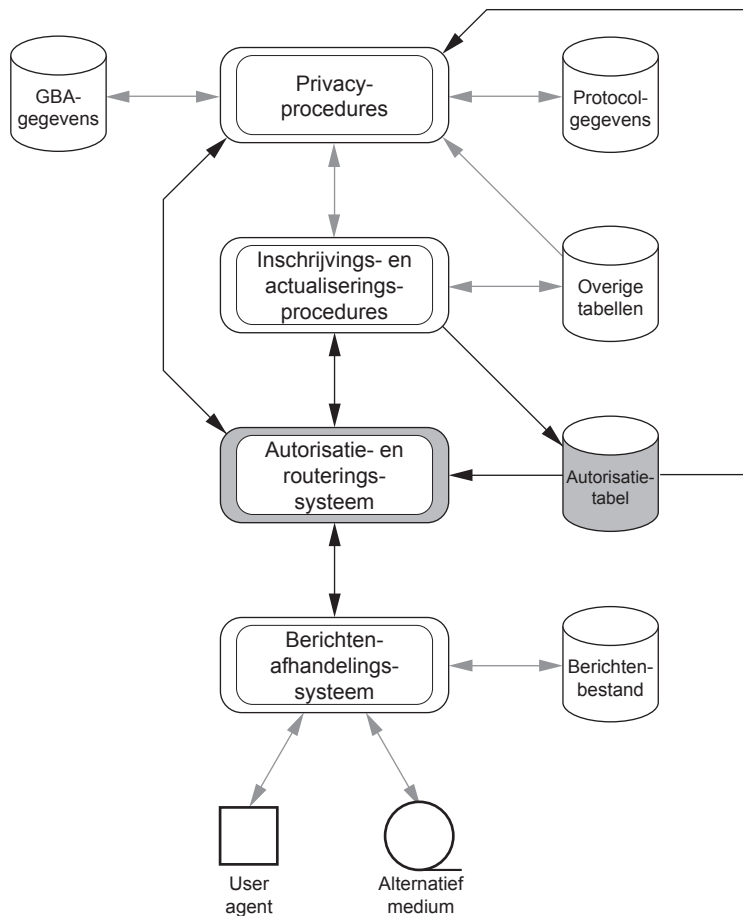 GBA-
gegevens
Privacy-
procedures
Protocol-
gegevens
Inschrijvings- en
actualiserings-
procedures
Overige
tabellen
Autorisatie- en
routerings-
systeem
Autorisatie-
tabel
Berichten-
afhandelings-
systeem
Berichten-
bestand
User
agent
Alternatief
medium